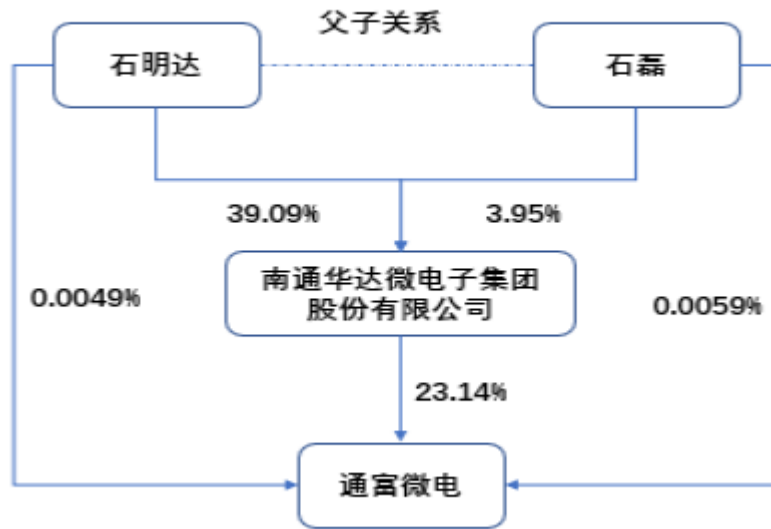 父子关系
石明达
石磊
39.09%
3.95%
南通华达微电子集团
股份有限公司
0.0049%
0.0059%
23.14%
通富微电